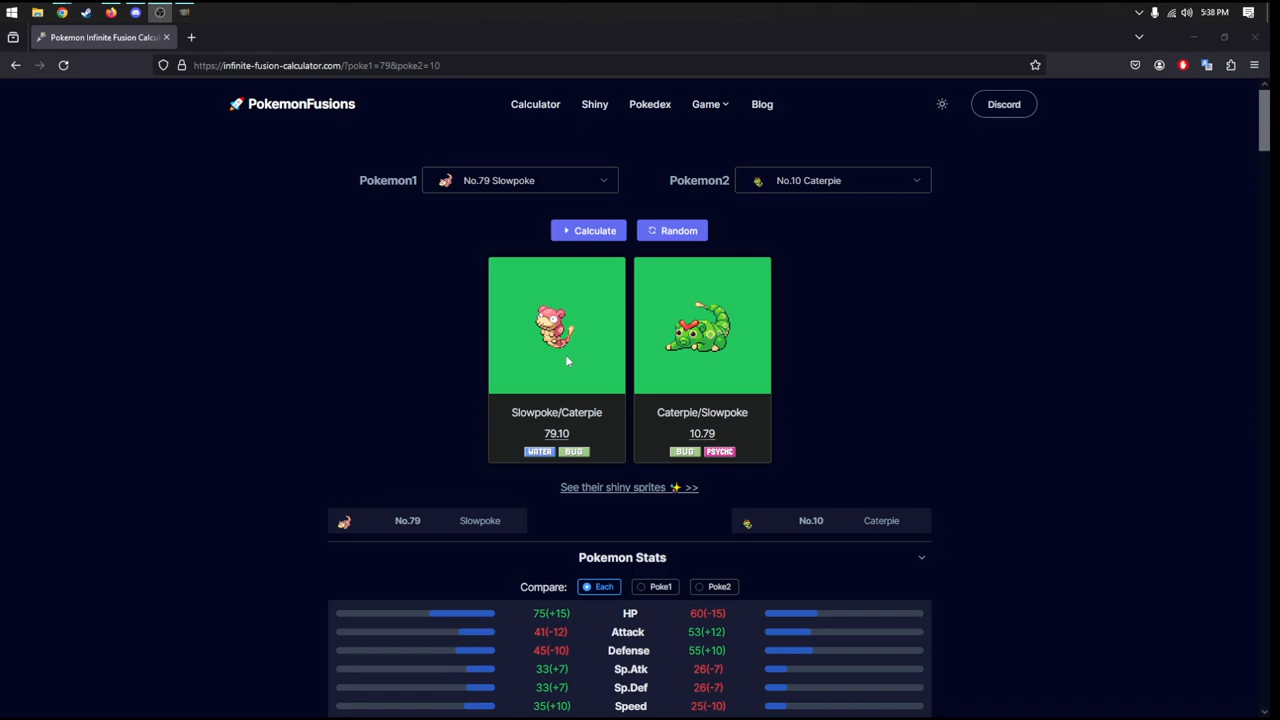 5:38 PM
Pokemon Infinite Fusion Calcul
https://infinite-fusion-calculator.com/?poke1=79&poke2=10
PokemonFusions
Calculator Shiny Pokedex Game Blog
Discord
Pokemon1 No.79 Slowpoke Pokemon2 No.10 Caterpie
Calculate Random
Slowpoke/Caterpie Caterpie/Slowpoke
79.10 10.79
WATER BUG BUG PSYCHC
See their shiny sprites ✨ >>
No.79 Slowpoke No.10 Caterpie
Pokemon Stats
Compare: Each Poke1 Poke2
75(+15) HP 60(-15)
41(-12) Attack 53(+12)
45(-10) Defense 55(+10)
33(+7) Sp.Atk 26(-7)
33(+7) Sp.Def 26(-7)
35(+10) Speed 25(-10)